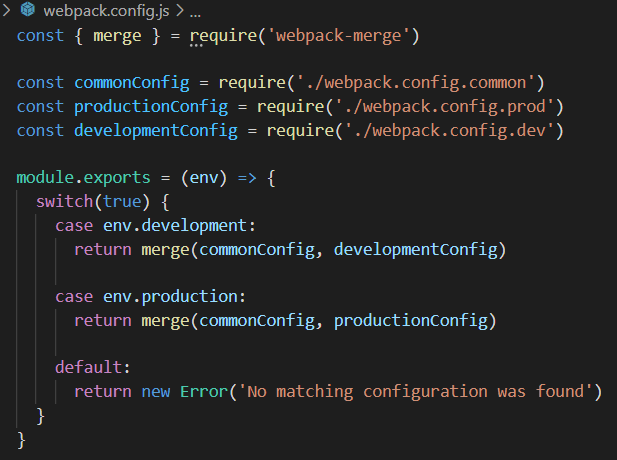 webpack.config.js > ...
const { merge } = require('webpack-merge')
const commonConfig = require('./webpack.config.common')
const productionConfig = require('./webpack.config.prod')
const developmentConfig = require('./webpack.config.dev')
module.exports = (env) => {
switch(true) {
case env.development:
return merge(commonConfig, developmentConfig)
case env.production:
return merge(commonConfig, productionConfig)
default:
return new Error('No matching configuration was found')
}
}